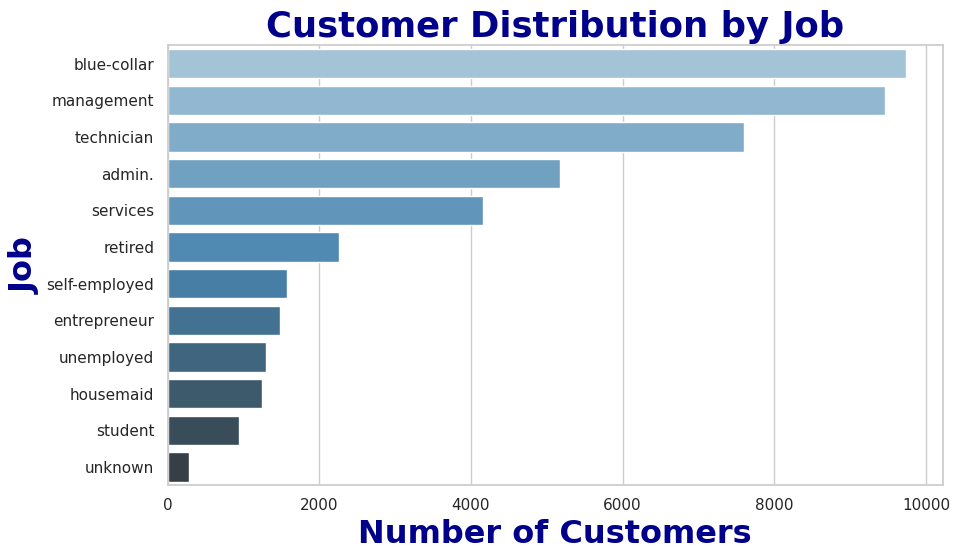 Customer Distribution by Job
Job
blue-collar
management
technician
admin.
services
retired
self-employed
entrepreneur
unemployed
housemaid
student
unknown
0 2000 4000 6000 8000 10000
Number of Customers